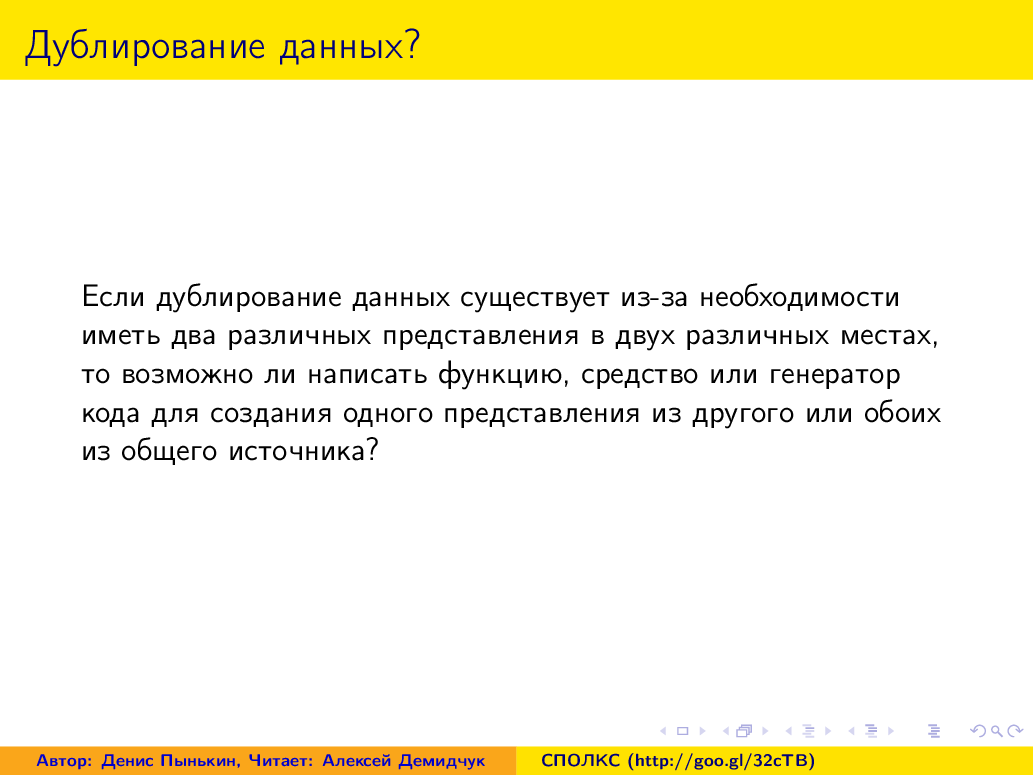 Дублирование данных?
Если дублирование данных существует из-за необходимости
иметь два различных представления в двух различных местах,
то возможно ли написать функцию, средство или генератор
кода для создания одного представления из другого или обоих
из общего источника?
Автор: Денис Пынькин, Читает: Алексей Демидчук
СПОЛКС (http://goo.gl/32cTB)